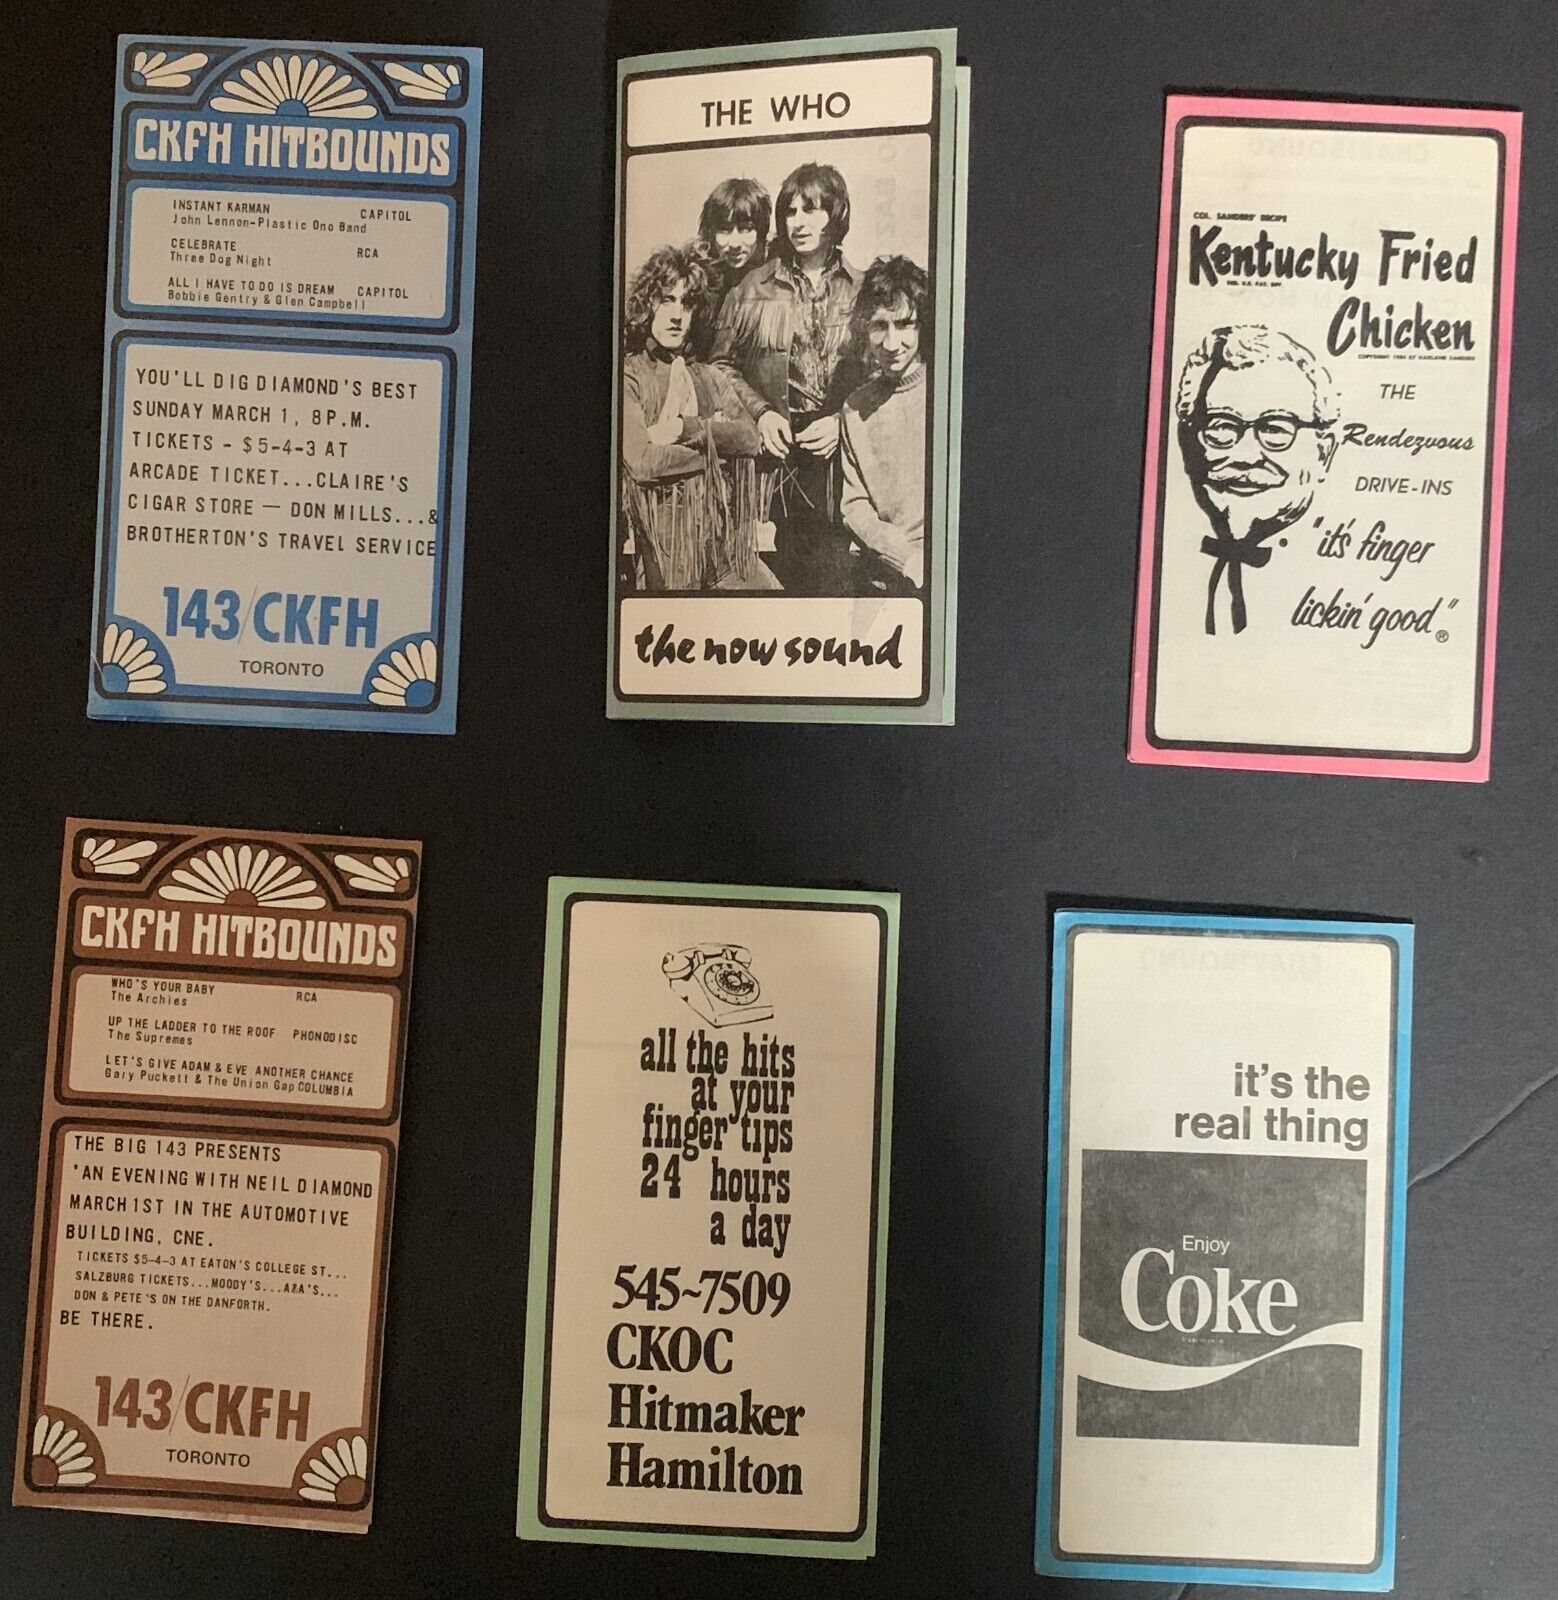 CKFH HITBOUNDS
INSTANT KARMAN CAPITOL
John Lennon-Plastic Ono Band
CELEBRATE RCA
Three Dog Night
ALL I HAVE TO DO IS DREAM CAPITOL
Bobbie Gentry & Glen Campbell
YOU'LL DIG DIAMOND'S BEST
SUNDAY MARCH 1, 8 P.M.
TICKETS - $5-4-3 AT
ARCADE TICKET...CLAIRE'S
CIGAR STORE — DON MILLS...&
BROTHERTON'S TRAVEL SERVICE
143/CKFH
TORONTO
THE WHO
the now sound
COL. SANDERS' RECIPE
Kentucky Fried
REG. U.S. PAT. OFF.
Chicken
THE
Rendezvous
DRIVE-INS
"it's finger
lickin' good"®
CKFH HITBOUNDS
WHO'S YOUR BABY RCA
The Archies
UP THE LADDER TO THE ROOF PHONODISC
The Supremes
LET'S GIVE ADAM & EVE ANOTHER CHANCE
Gary Puckett & The Union Gap COLUMBIA
THE BIG 143 PRESENTS
'AN EVENING WITH NEIL DIAMOND
MARCH 1ST IN THE AUTOMOTIVE
BUILDING, CNE.
TICKETS $5-4-3 AT EATON'S COLLEGE ST...
SALZBURG TICKETS...MOODY'S...A&A'S...
DON & PETE'S ON THE DANFORTH.
BE THERE.
143/CKFH
TORONTO
all the hits
at your
finger tips
24 hours
a day
545~7509
CKOC
Hitmaker
Hamilton
it's the
real thing
Enjoy
Coke